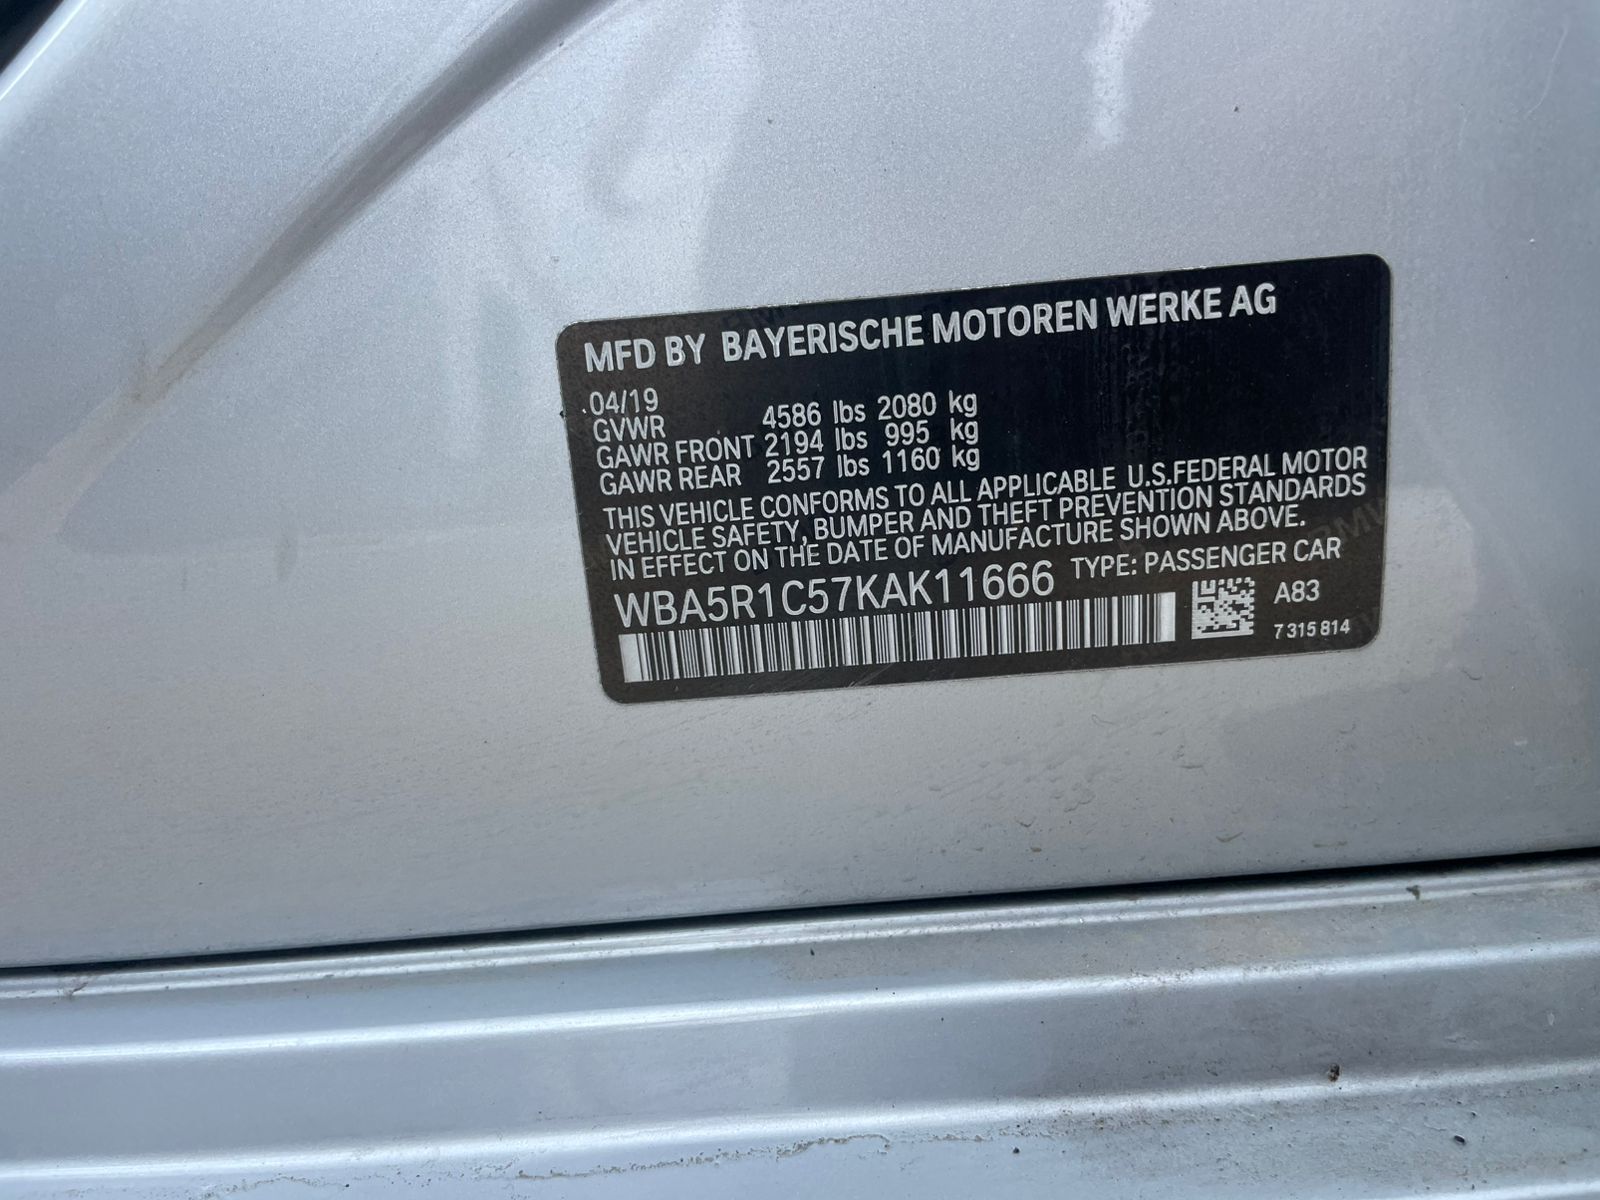 MFD BY BAYERISCHE MOTOREN WERKE AG
04/19
GVWR 4586 lbs 2080 kg
GAWR FRONT 2194 lbs 995 kg
GAWR REAR 2557 lbs 1160 kg
THIS VEHICLE CONFORMS TO ALL APPLICABLE U.S.FEDERAL MOTOR
VEHICLE SAFETY, BUMPER AND THEFT PREVENTION STANDARDS
IN EFFECT ON THE DATE OF MANUFACTURE SHOWN ABOVE.
WBA5R1C57KAK11666 TYPE: PASSENGER CAR
A83
7 315 814